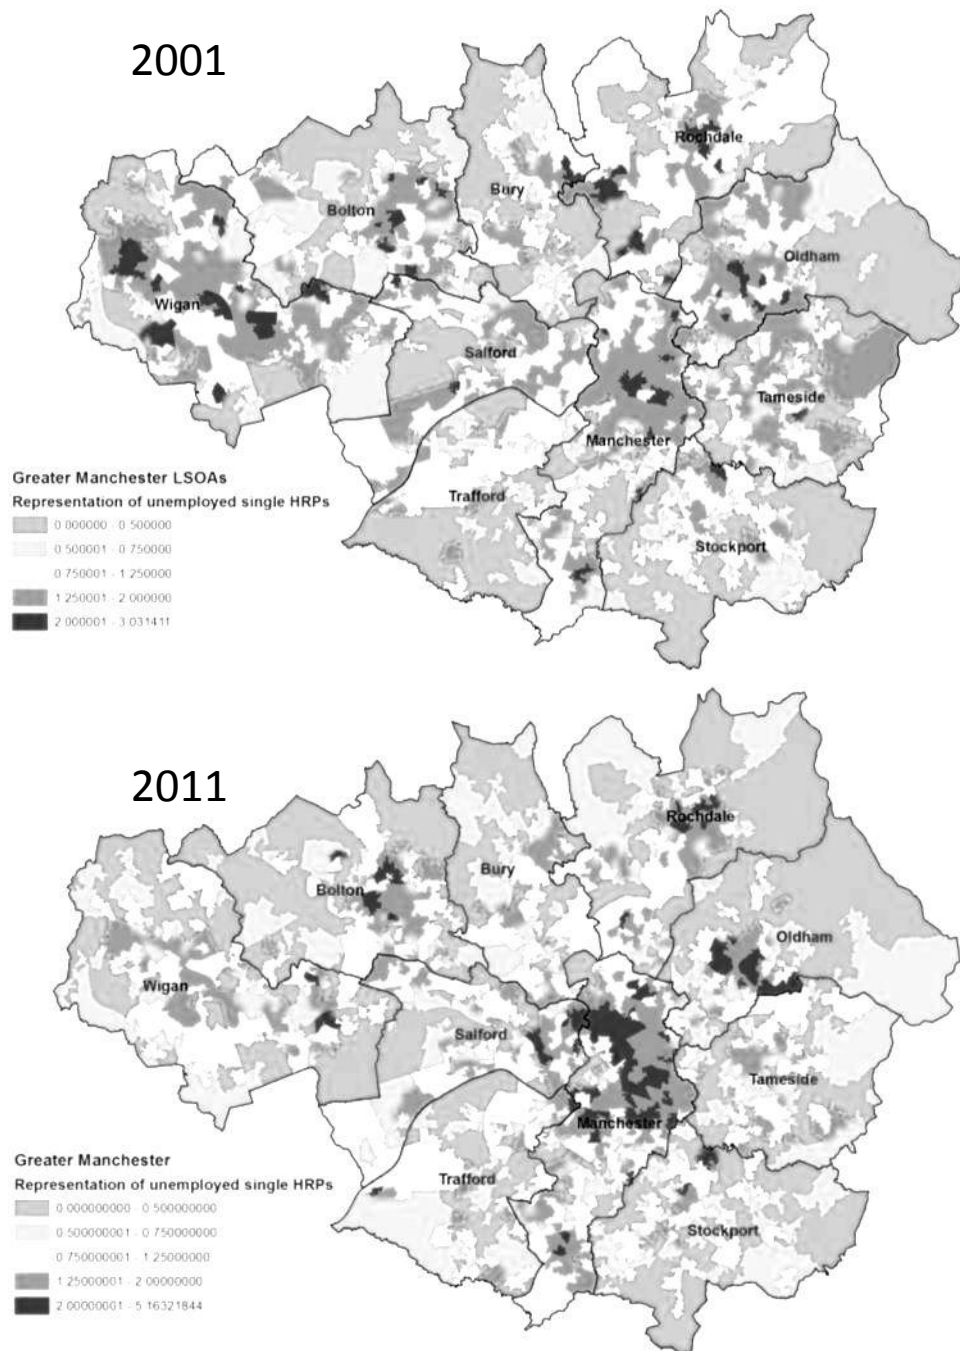 2001
Rochdale
Bury
Bolton
Oldham
Wigan
Salford
Tameside
Manchester
Trafford
Stockport
Greater Manchester LSOAs
Representation of unemployed single HRPs
0.000000 - 0.500000
0.500001 - 0.750000
0.750001 - 1.250000
1.250001 - 2.000000
2.000001 - 3.031411
2011
Rochdale
Bury
Bolton
Oldham
Wigan
Salford
Tameside
Manchester
Trafford
Stockport
Greater Manchester
Representation of unemployed single HRPs
0.000000000 - 0.500000000
0.500000001 - 0.750000000
0.750000001 - 1.25000000
1.25000001 - 2.00000000
2.00000001 - 5.16321844